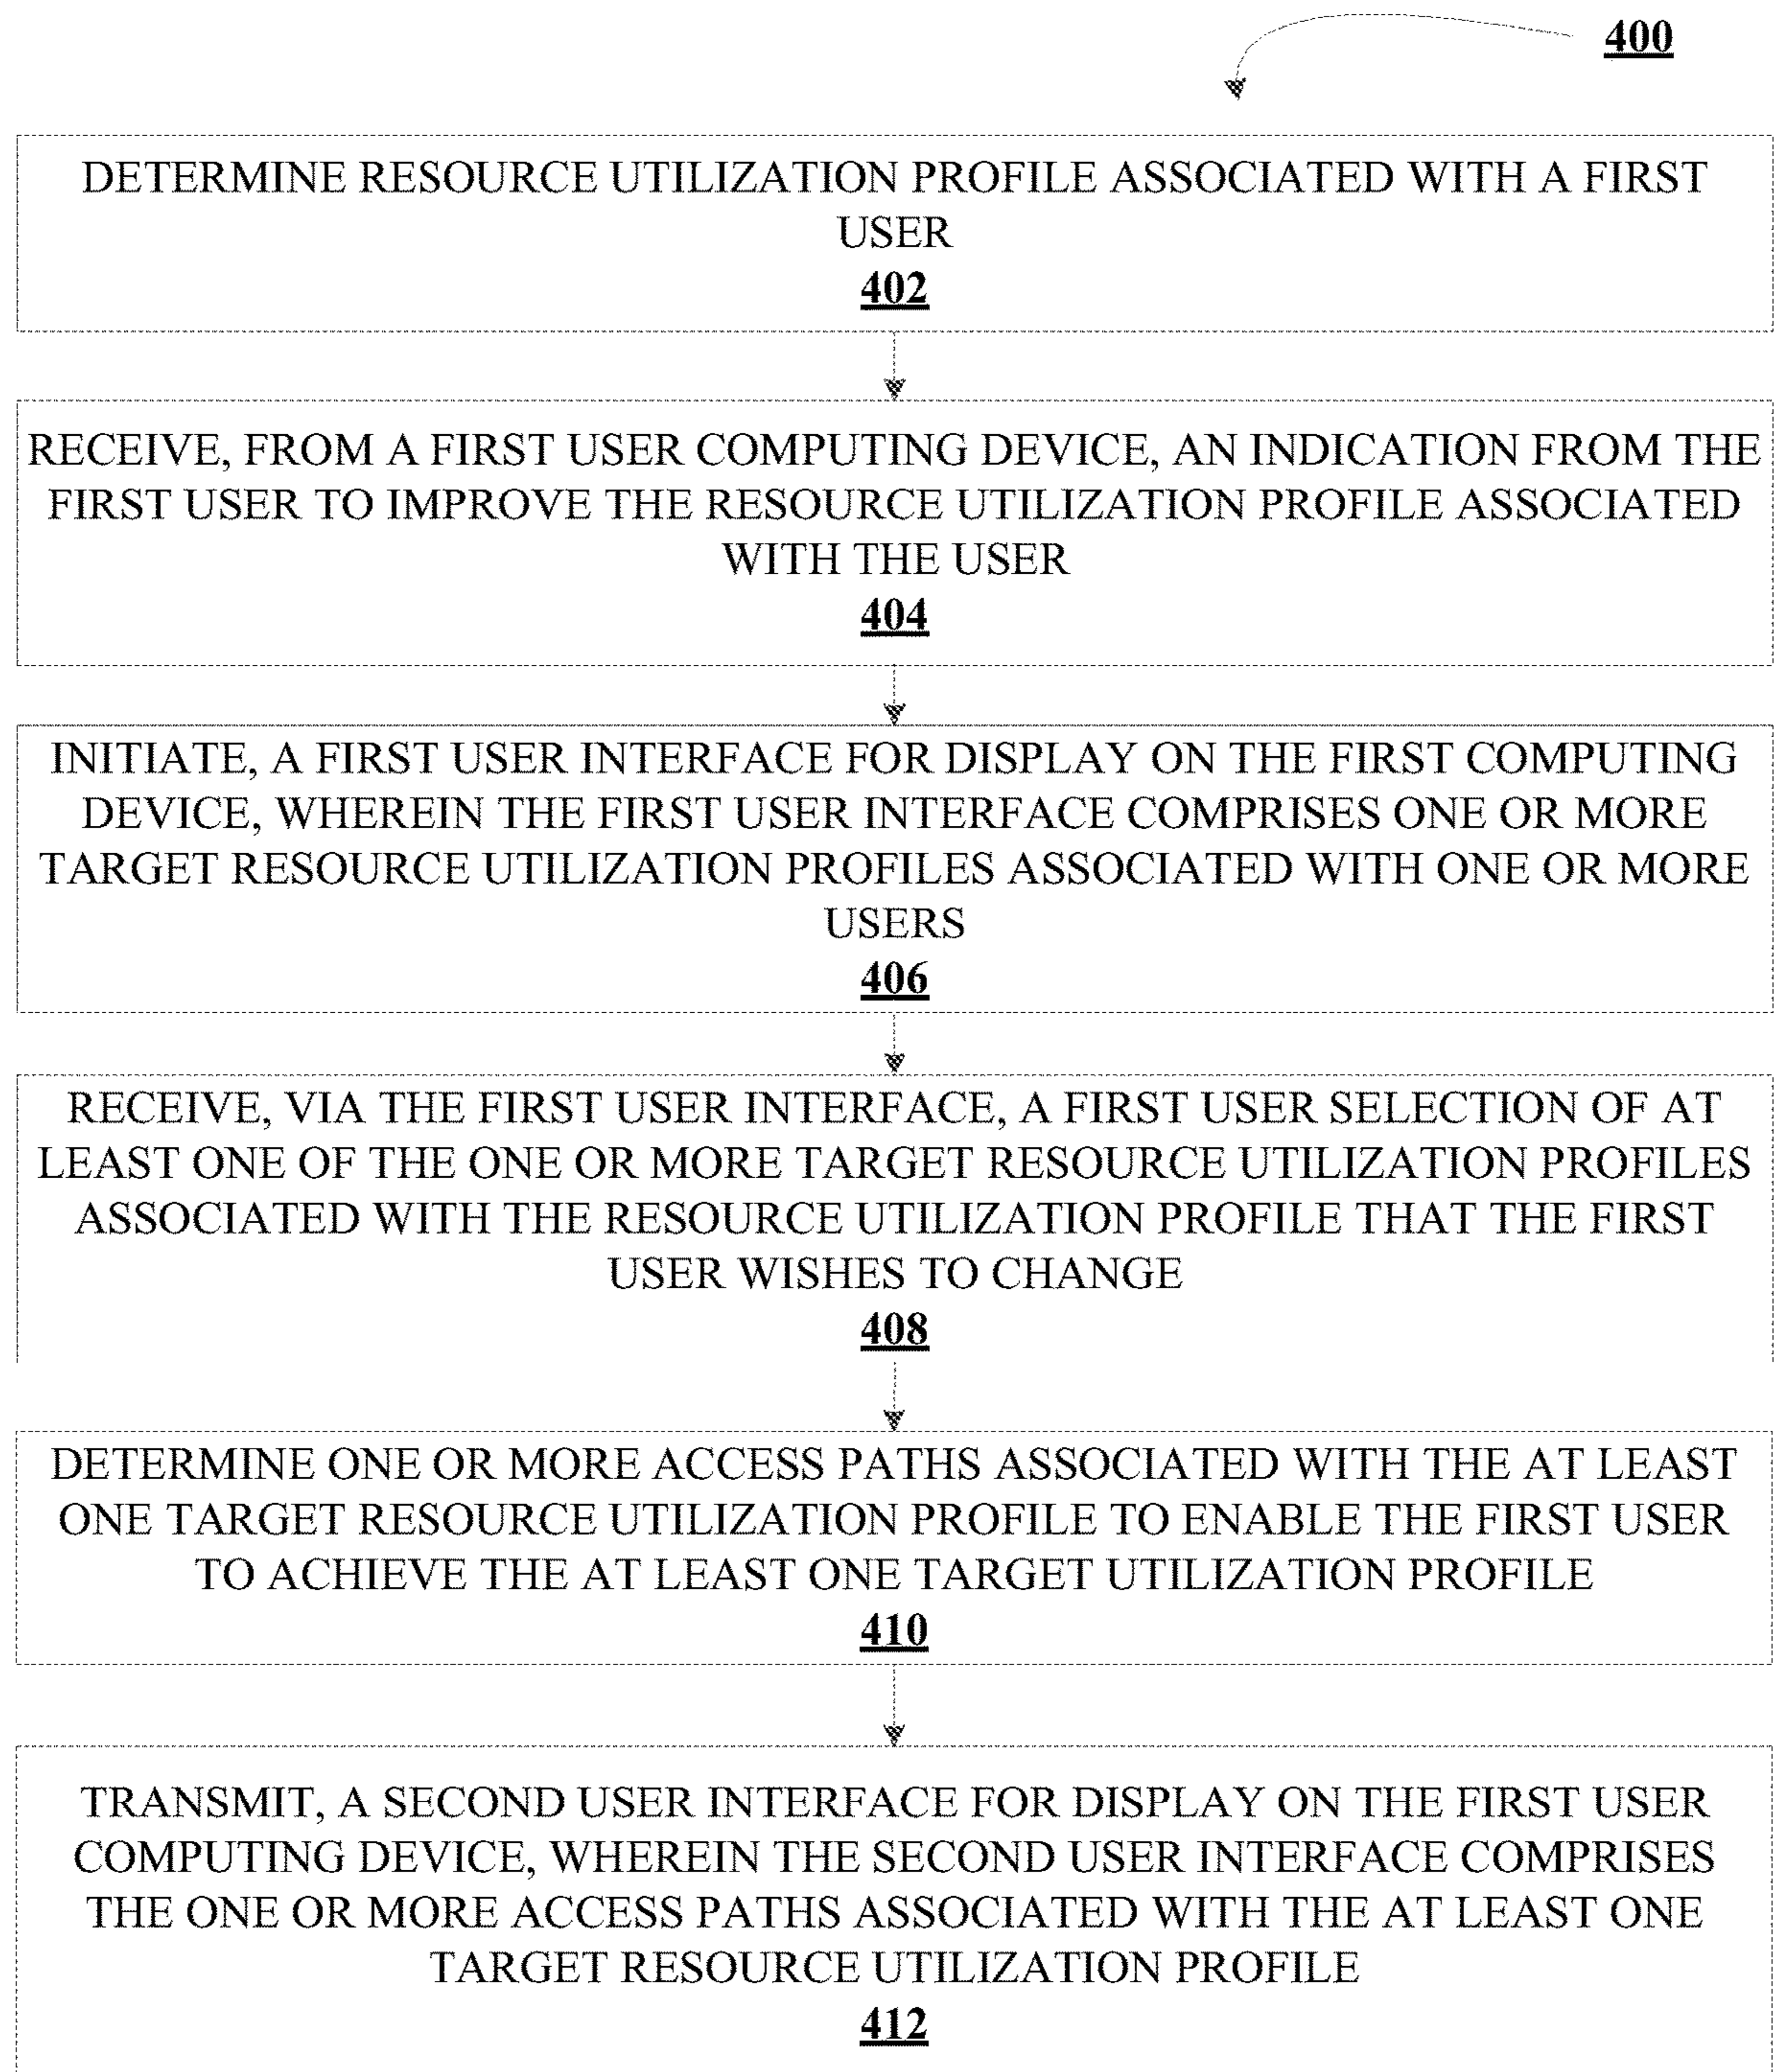 400
DETERMINE RESOURCE UTILIZATION PROFILE ASSOCIATED WITH A FIRST
USER
402
RECEIVE, FROM A FIRST USER COMPUTING DEVICE, AN INDICATION FROM THE
FIRST USER TO IMPROVE THE RESOURCE UTILIZATION PROFILE ASSOCIATED
WITH THE USER
404
INITIATE, A FIRST USER INTERFACE FOR DISPLAY ON THE FIRST COMPUTING
DEVICE, WHEREIN THE FIRST USER INTERFACE COMPRISES ONE OR MORE
TARGET RESOURCE UTILIZATION PROFILES ASSOCIATED WITH ONE OR MORE
USERS
406
RECEIVE, VIA THE FIRST USER INTERFACE, A FIRST USER SELECTION OF AT
LEAST ONE OF THE ONE OR MORE TARGET RESOURCE UTILIZATION PROFILES
ASSOCIATED WITH THE RESOURCE UTILIZATION PROFILE THAT THE FIRST
USER WISHES TO CHANGE
408
DETERMINE ONE OR MORE ACCESS PATHS ASSOCIATED WITH THE AT LEAST
ONE TARGET RESOURCE UTILIZATION PROFILE TO ENABLE THE FIRST USER
TO ACHIEVE THE AT LEAST ONE TARGET UTILIZATION PROFILE
410
TRANSMIT, A SECOND USER INTERFACE FOR DISPLAY ON THE FIRST USER
COMPUTING DEVICE, WHEREIN THE SECOND USER INTERFACE COMPRISES
THE ONE OR MORE ACCESS PATHS ASSOCIATED WITH THE AT LEAST ONE
TARGET RESOURCE UTILIZATION PROFILE
412